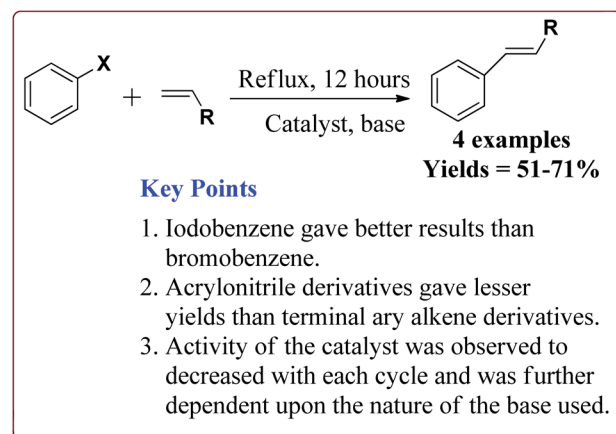 X
R
+
R
Reflux, 12 hours
Catalyst, base
4 examples
Yields = 51-71%
Key Points
1. Iodobenzene gave better results than
bromobenzene.
2. Acrylonitrile derivatives gave lesser
yields than terminal ary alkene derivatives.
3. Activity of the catalyst was observed to
decreased with each cycle and was further
dependent upon the nature of the base used.